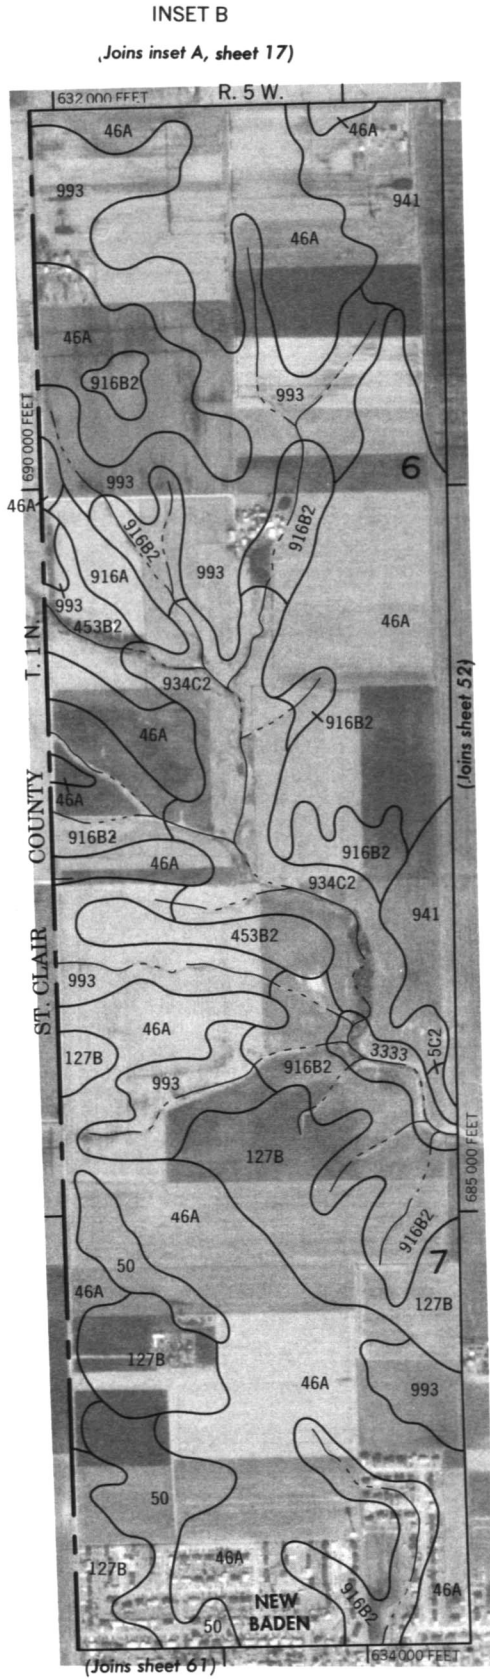 INSET B
(Joins inset A, sheet 17)
632 000 FEET
R. 5 W.
46A
46A
993
941
46A
46A
916B2
993
690 000 FEET
6
993
46A
916B2
916B2
916A
993
993
453B2
46A
T. 1 N.
934C2
(Joins sheet 52)
916B2
46A
46A
COUNTY
916B2
916B2
46A
934C2
941
453B2
ST. CLAIR
993
46A
5C2
127B
3333
916B2
993
127B
685 000 FEET
46A
916B2
50
7
46A
127B
127B
46A
993
50
46A
127B
46A
916B2
NEW
BADEN
50
634 000 FEET
(Joins sheet 61)